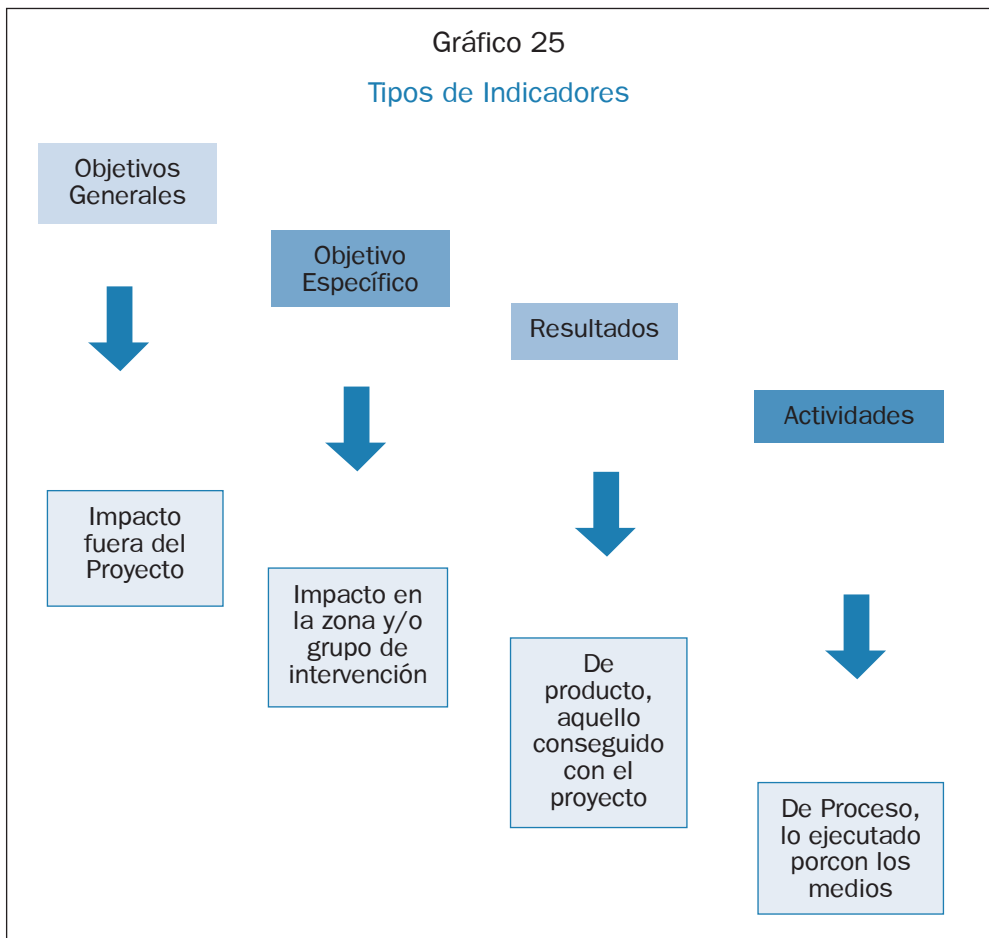 Gráfico 25
Tipos de Indicadores
Objetivos
Generales
Objetivo
Específico
Resultados
Actividades
Impacto
fuera del
Proyecto
Impacto en
la zona y/o
grupo de
intervención
De
producto,
aquello
conseguido
con el
proyecto
De Proceso,
lo ejecutado
porcon los
medios